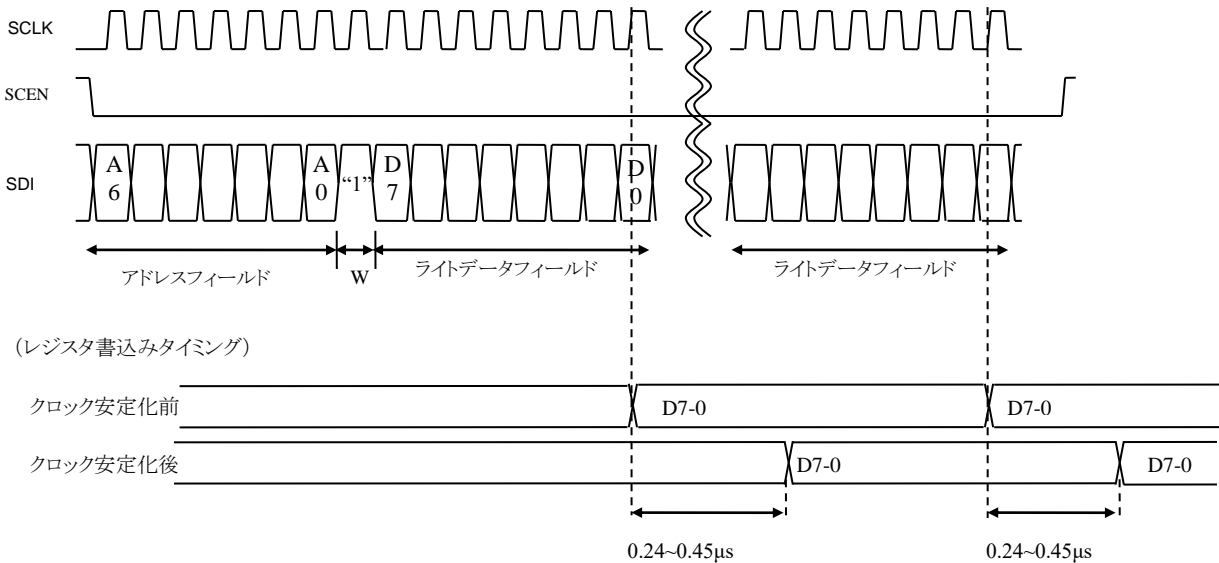 SCLK
SCEN
SDI
A6
A0
“1”
D7
D0
アドレスフィールド
W
ライトデータフィールド
ライトデータフィールド
(レジスタ書込みタイミング)
クロック安定化前
D7-0
D7-0
クロック安定化後
D7-0
D7-0
0.24~0.45μs
0.24~0.45μs